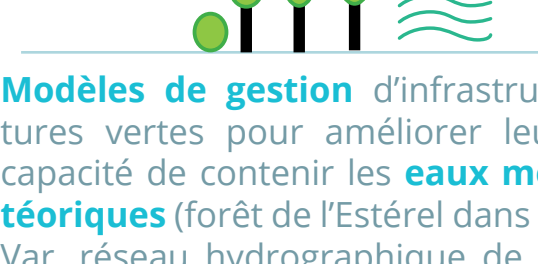 Modèles de gestion d’infrastru
tures vertes pour améliorer leu
capacité de contenir les eaux m
téoriques (forêt de l’Estérel dans
Var, réseau hydrographique de